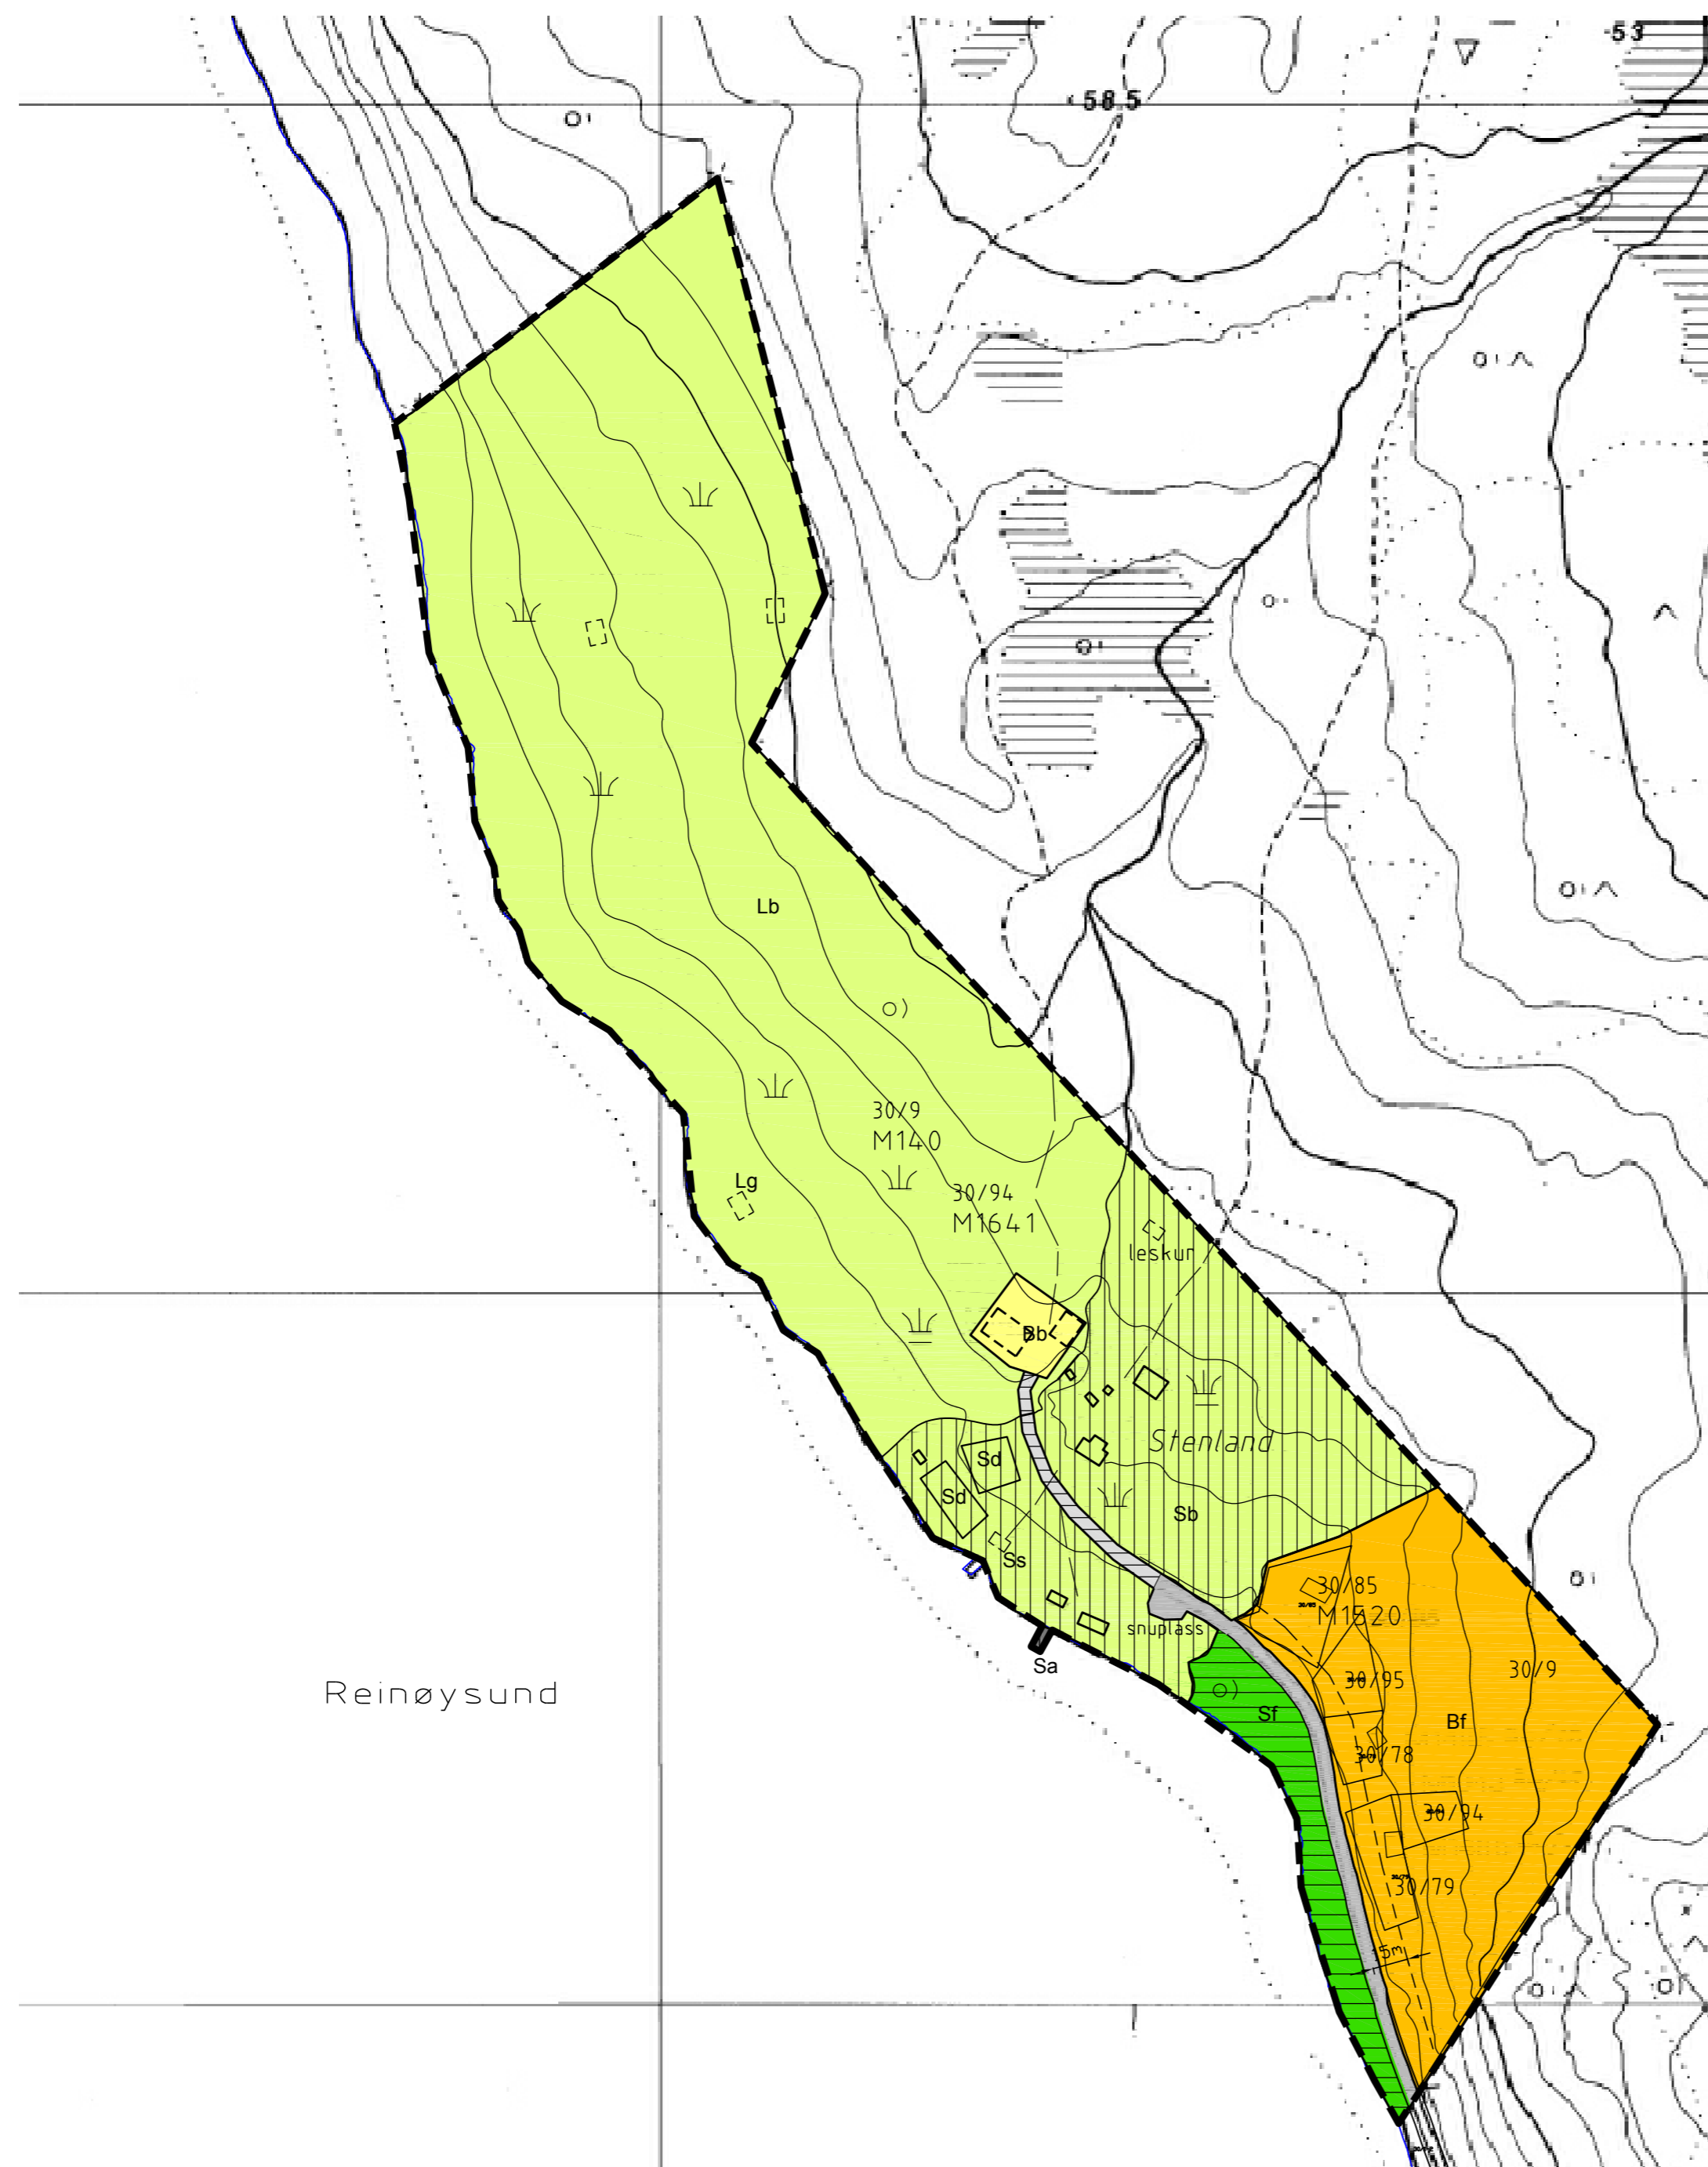 -53
58.5
Lb
30/9
M140
Lg
30/94
M1641
leskur
Bb
Stenland
Sd
Sd
Sb
Ss
30/85
M1520
snuplass
Sa
30/95
30/9
Reinøysund
Sf
Bf
30/78
30/94
30/79
15m